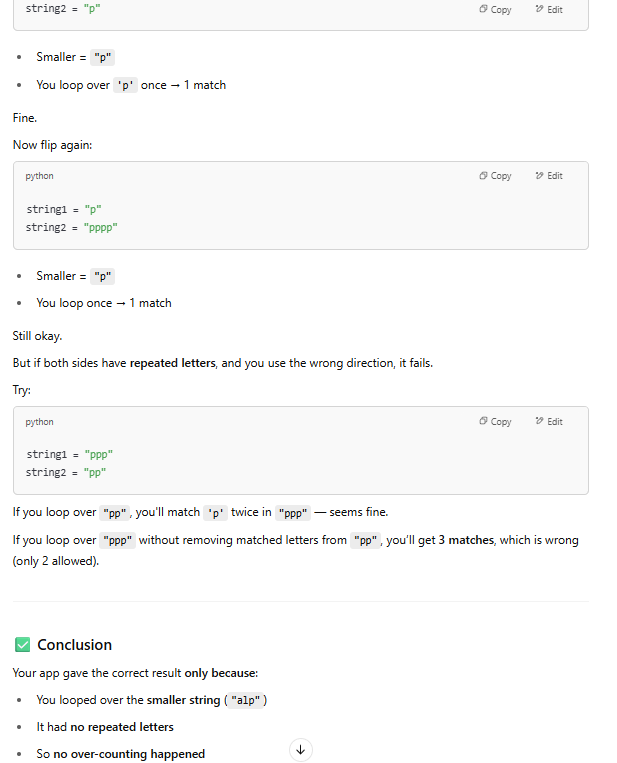 string2 = "p"
Copy Edit
• Smaller = "p"
• You loop over 'p' once → 1 match
Fine.
Now flip again:
python
Copy Edit
string1 = "p"
string2 = "pppp"
• Smaller = "p"
• You loop once → 1 match
Still okay.
But if both sides have repeated letters, and you use the wrong direction, it fails.
Try:
python
Copy Edit
string1 = "ppp"
string2 = "pp"
If you loop over "pp", you'll match 'p' twice in "ppp" — seems fine.
If you loop over "ppp" without removing matched letters from "pp", you'll get 3 matches, which is wrong
(only 2 allowed).
✅ Conclusion
Your app gave the correct result only because:
• You looped over the smaller string ("alp")
• It had no repeated letters
• So no over-counting happened